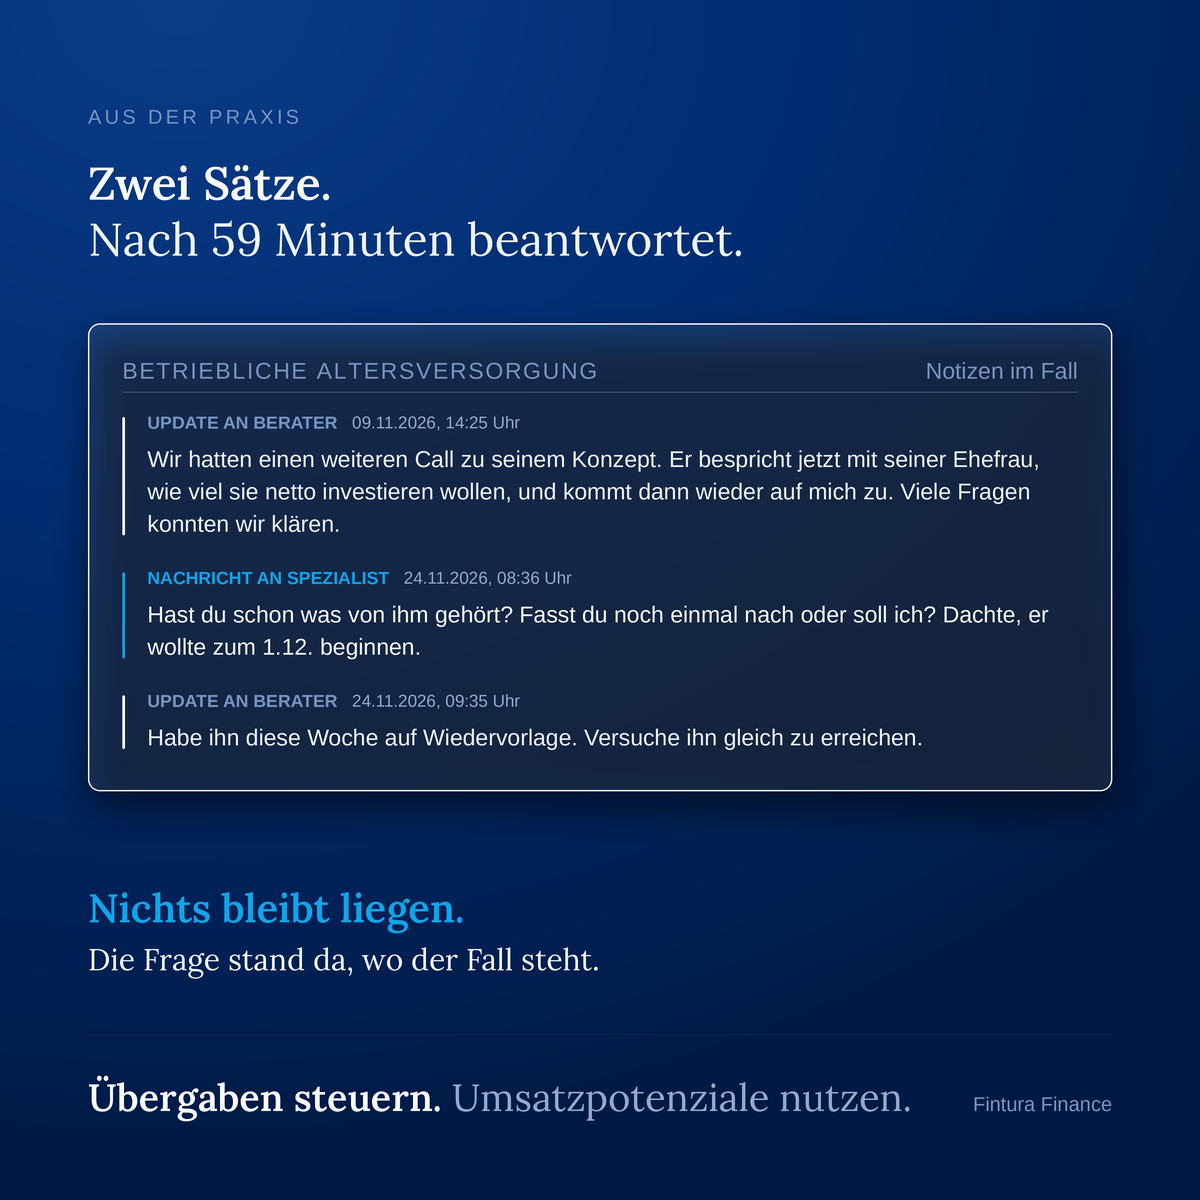 AUS DER PRAXIS
Zwei Sätze.
Nach 59 Minuten beantwortet.
BETRIEBLICHE ALTERSVERSORGUNG Notizen im Fall
UPDATE AN BERATER 09.11.2026, 14:25 Uhr
Wir hatten einen weiteren Call zu seinem Konzept. Er bespricht jetzt mit seiner Ehefrau,
wie viel sie netto investieren wollen, und kommt dann wieder auf mich zu. Viele Fragen
konnten wir klären.
NACHRICHT AN SPEZIALIST 24.11.2026, 08:36 Uhr
Hast du schon was von ihm gehört? Fasst du noch einmal nach oder soll ich? Dachte, er
wollte zum 1.12. beginnen.
UPDATE AN BERATER 24.11.2026, 09:35 Uhr
Habe ihn diese Woche auf Wiedervorlage. Versuche ihn gleich zu erreichen.
Nichts bleibt liegen.
Die Frage stand da, wo der Fall steht.
Übergaben steuern. Umsatzpotenziale nutzen. Fintura Finance